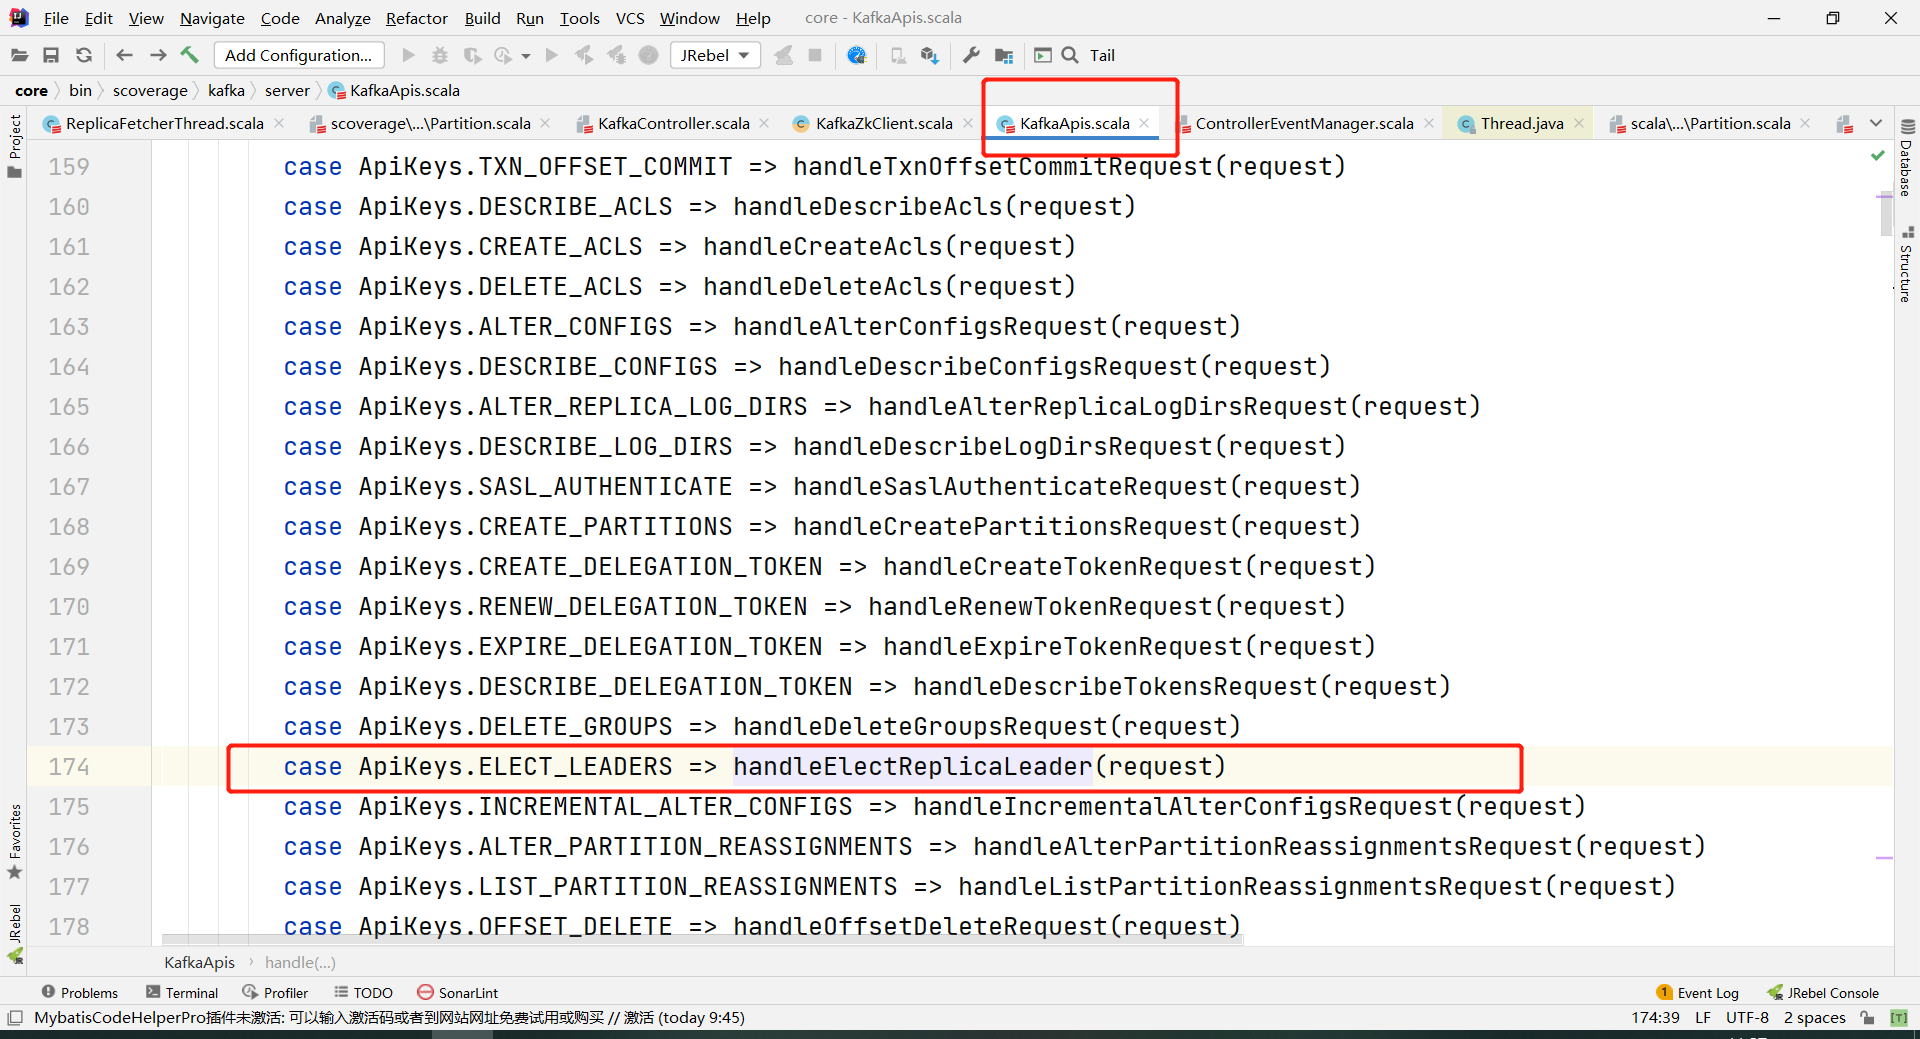 File Edit View Navigate Code Analyze Refactor Build Run Tools VCS Window Help core - KafkaApis.scala
Add Configuration... JRebel Tail
core bin scoverage kafka server KafkaApis.scala
ReplicaFetcherThread.scala scoverage\...\Partition.scala KafkaController.scala KafkaZkClient.scala KafkaApis.scala ControllerEventManager.scala Thread.java scala\...\Partition.scala
Project
Database
Structure
Favorites
JRebel
159 case ApiKeys.TXN_OFFSET_COMMIT => handleTxnOffsetCommitRequest(request)
160 case ApiKeys.DESCRIBE_ACLS => handleDescribeAcls(request)
161 case ApiKeys.CREATE_ACLS => handleCreateAcls(request)
162 case ApiKeys.DELETE_ACLS => handleDeleteAcls(request)
163 case ApiKeys.ALTER_CONFIGS => handleAlterConfigsRequest(request)
164 case ApiKeys.DESCRIBE_CONFIGS => handleDescribeConfigsRequest(request)
165 case ApiKeys.ALTER_REPLICA_LOG_DIRS => handleAlterReplicaLogDirsRequest(request)
166 case ApiKeys.DESCRIBE_LOG_DIRS => handleDescribeLogDirsRequest(request)
167 case ApiKeys.SASL_AUTHENTICATE => handleSaslAuthenticateRequest(request)
168 case ApiKeys.CREATE_PARTITIONS => handleCreatePartitionsRequest(request)
169 case ApiKeys.CREATE_DELEGATION_TOKEN => handleCreateTokenRequest(request)
170 case ApiKeys.RENEW_DELEGATION_TOKEN => handleRenewTokenRequest(request)
171 case ApiKeys.EXPIRE_DELEGATION_TOKEN => handleExpireTokenRequest(request)
172 case ApiKeys.DESCRIBE_DELEGATION_TOKEN => handleDescribeTokensRequest(request)
173 case ApiKeys.DELETE_GROUPS => handleDeleteGroupsRequest(request)
174 case ApiKeys.ELECT_LEADERS => handleElectReplicaLeader(request)
175 case ApiKeys.INCREMENTAL_ALTER_CONFIGS => handleIncrementalAlterConfigsRequest(request)
176 case ApiKeys.ALTER_PARTITION_REASSIGNMENTS => handleAlterPartitionReassignmentsRequest(request)
177 case ApiKeys.LIST_PARTITION_REASSIGNMENTS => handleListPartitionReassignmentsRequest(request)
178 case ApiKeys.OFFSET_DELETE => handleOffsetDeleteRequest(request)
KafkaApis handle(...)
Problems Terminal Profiler TODO SonarLint 1 Event Log JRebel Console
MybatisCodeHelperPro插件未激活: 可以输入激活码或者到网站网址免费试用或购买 // 激活 (today 9:45) 174:39 LF UTF-8 2 spaces [T]